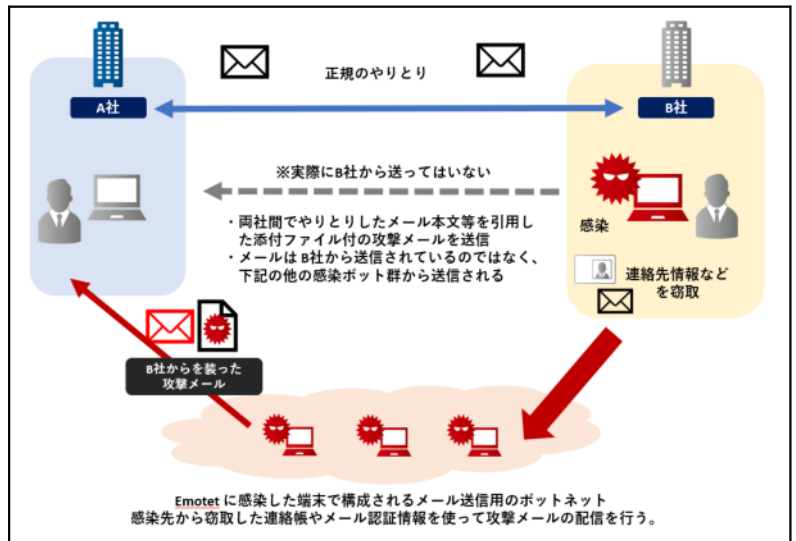 正規のやりとり
A社
B社
※実際にB社から送ってはいない
・両社間でやりとりしたメール本文等を引用し
た添付ファイル付の攻撃メールを送信
・メールは B社から送信されているのではなく、
下記の他の感染ボット群から送信される
感染
連絡先情報など
を窃取
B社からを装った
攻撃メール
Emotet に感染した端末で構成されるメール送信用のボットネット
感染先から窃取した連絡帳やメール認証情報を使って攻撃メールの配信を行う。